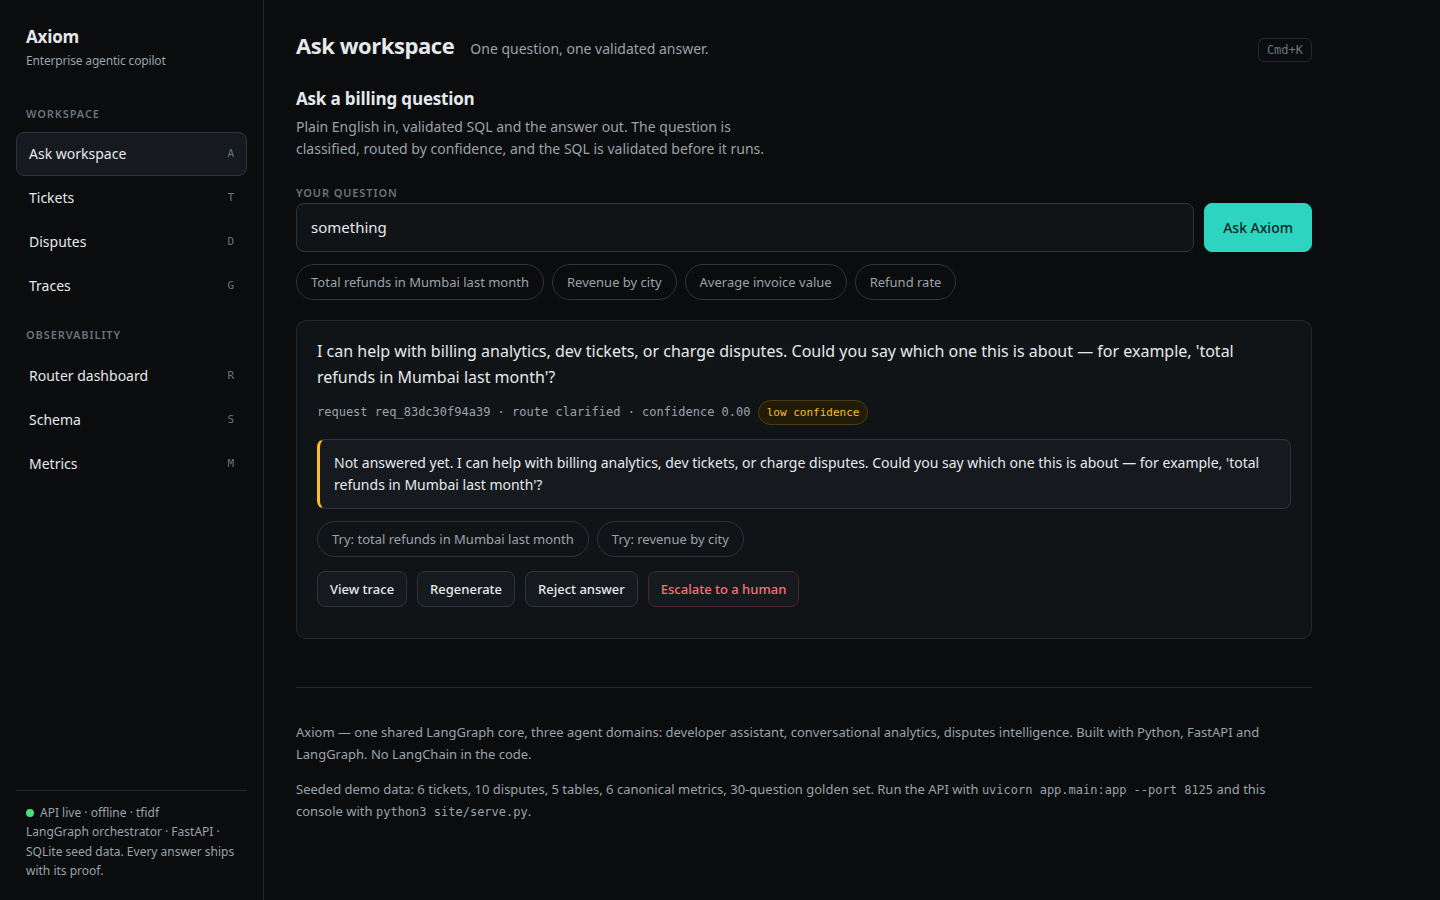 Axiom
Enterprise agentic copilot
WORKSPACE
Ask workspace A
Tickets T
Disputes D
Traces G
OBSERVABILITY
Router dashboard R
Schema S
Metrics M
API live · offline · tfidf
LangGraph orchestrator · FastAPI ·
SQLite seed data. Every answer ships
with its proof.
Ask workspace One question, one validated answer. Cmd+K
Ask a billing question
Plain English in, validated SQL and the answer out. The question is
classified, routed by confidence, and the SQL is validated before it runs.
YOUR QUESTION
something Ask Axiom
Total refunds in Mumbai last month Revenue by city Average invoice value Refund rate
I can help with billing analytics, dev tickets, or charge disputes. Could you say which one this is about — for example, 'total
refunds in Mumbai last month'?
request req_83dc30f94a39 · route clarified · confidence 0.00 low confidence
Not answered yet. I can help with billing analytics, dev tickets, or charge disputes. Could you say which one this is about — for example, 'total
refunds in Mumbai last month'?
Try: total refunds in Mumbai last month Try: revenue by city
View trace Regenerate Reject answer Escalate to a human
Axiom — one shared LangGraph core, three agent domains: developer assistant, conversational analytics, disputes intelligence. Built with Python, FastAPI and
LangGraph. No LangChain in the code.
Seeded demo data: 6 tickets, 10 disputes, 5 tables, 6 canonical metrics, 30-question golden set. Run the API with uvicorn app.main:app --port 8125 and this
console with python3 site/serve.py.